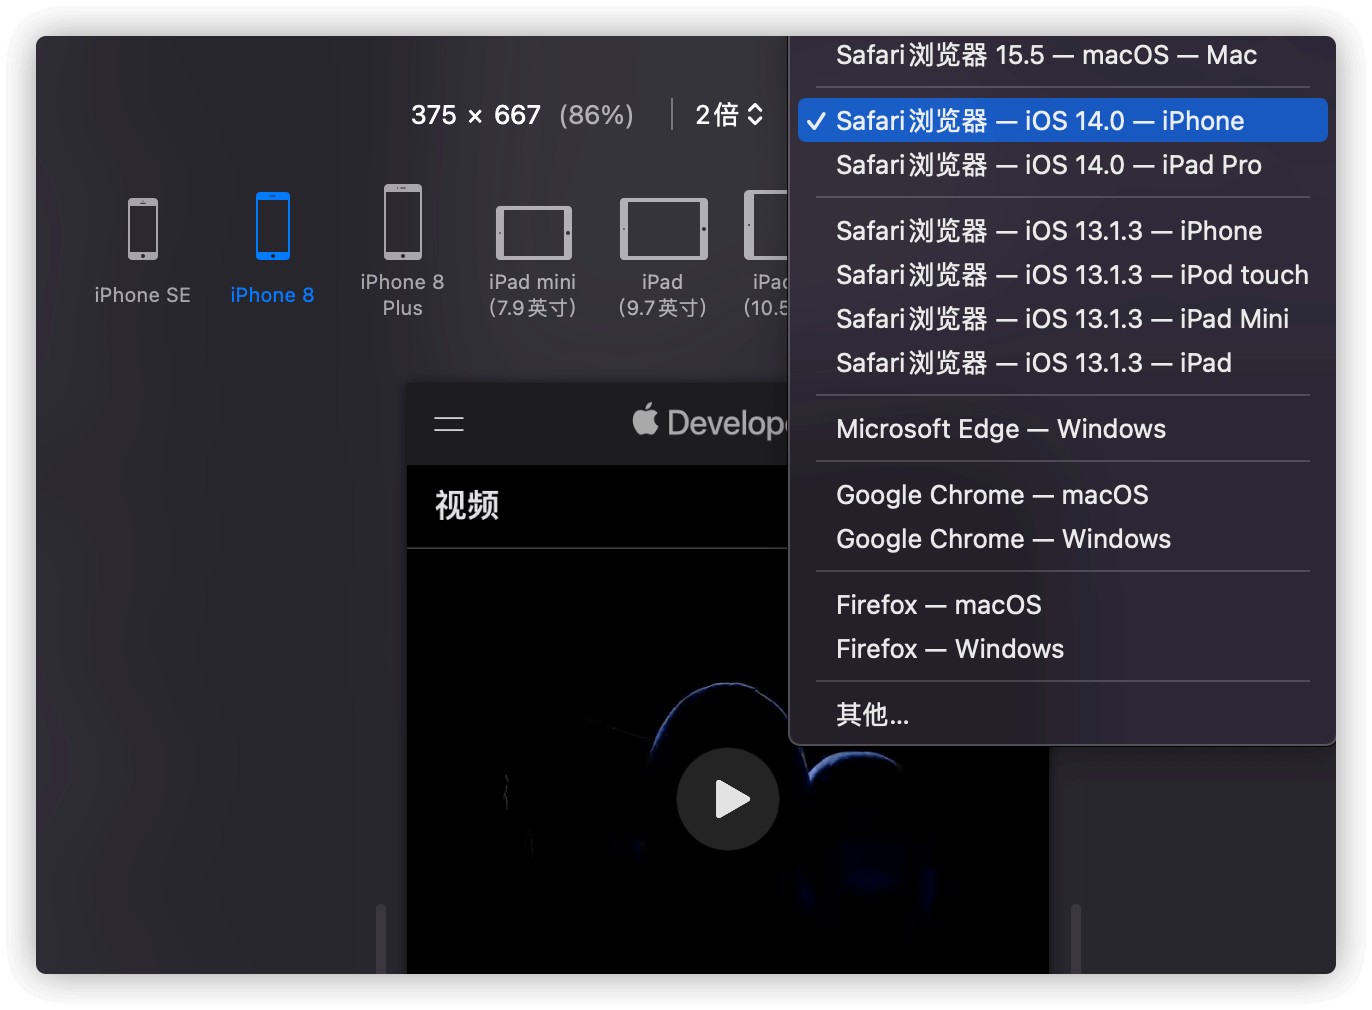 375 × 667 (86%) 2倍
iPhone SE
iPhone 8
iPhone 8
Plus
iPad mini
(7.9英寸)
iPad
(9.7英寸)
iPad
(10.5
Develope
视频
Safari浏览器 15.5 — macOS — Mac
✓ Safari浏览器 — iOS 14.0 — iPhone
Safari浏览器 — iOS 14.0 — iPad Pro
Safari浏览器 — iOS 13.1.3 — iPhone
Safari浏览器 — iOS 13.1.3 — iPod touch
Safari浏览器 — iOS 13.1.3 — iPad Mini
Safari浏览器 — iOS 13.1.3 — iPad
Microsoft Edge — Windows
Google Chrome — macOS
Google Chrome — Windows
Firefox — macOS
Firefox — Windows
其他...